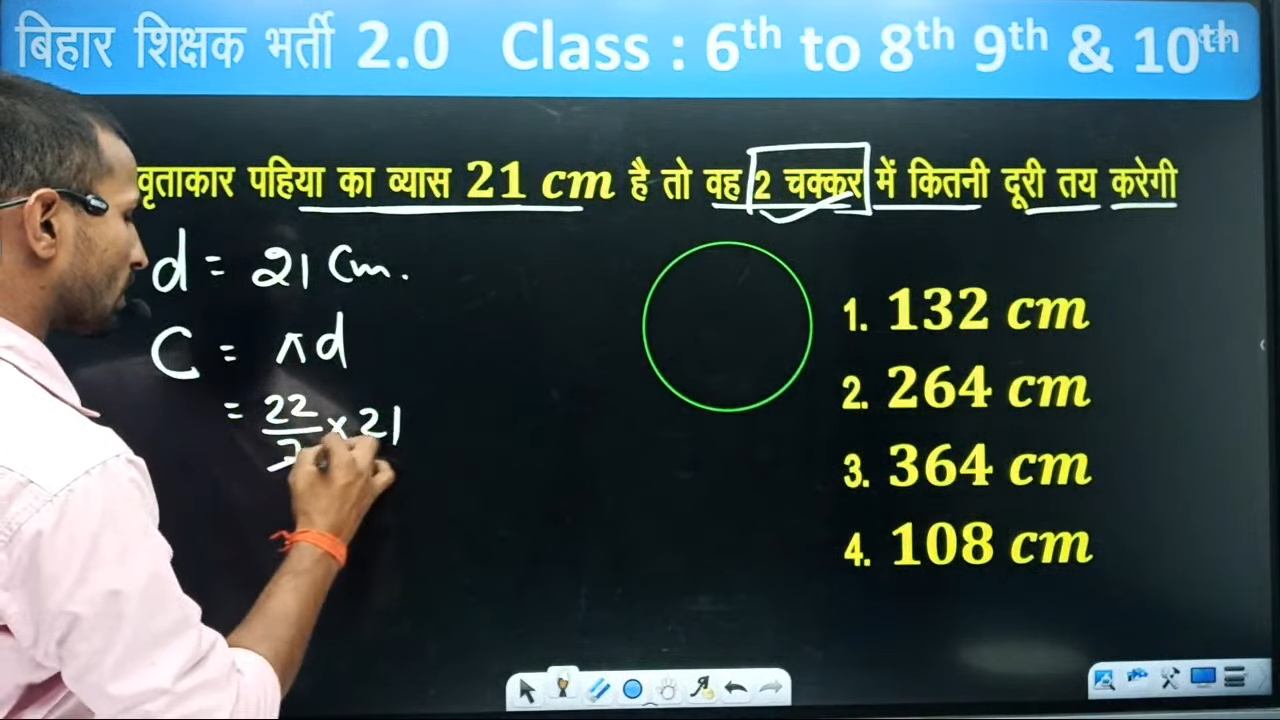 बिहार शिक्षक भर्ती 2.0 Class : 6th to 8th 9th & 10th
वृताकार पहिया का व्यास 21 cm है तो वह 2 चक्कर में कितनी दूरी तय करेगी
d = 21 cm.
C = πd
= 22/7 × 21
1. 132 cm
2. 264 cm
3. 364 cm
4. 108 cm